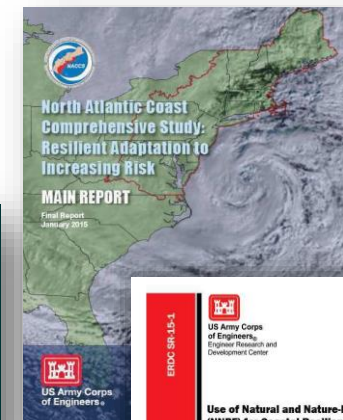 NACCS
North Atlantic Coast
Comprehensive Study:
Resilient Adaptation to
Increasing Risk
MAIN REPORT
Final Report
January 2015
US Army Corps
of Engineers®
ERDC SR-15-1
US Army Corps
of Engineers®
Engineer Research and
Development Center
Use of Natural and Nature-